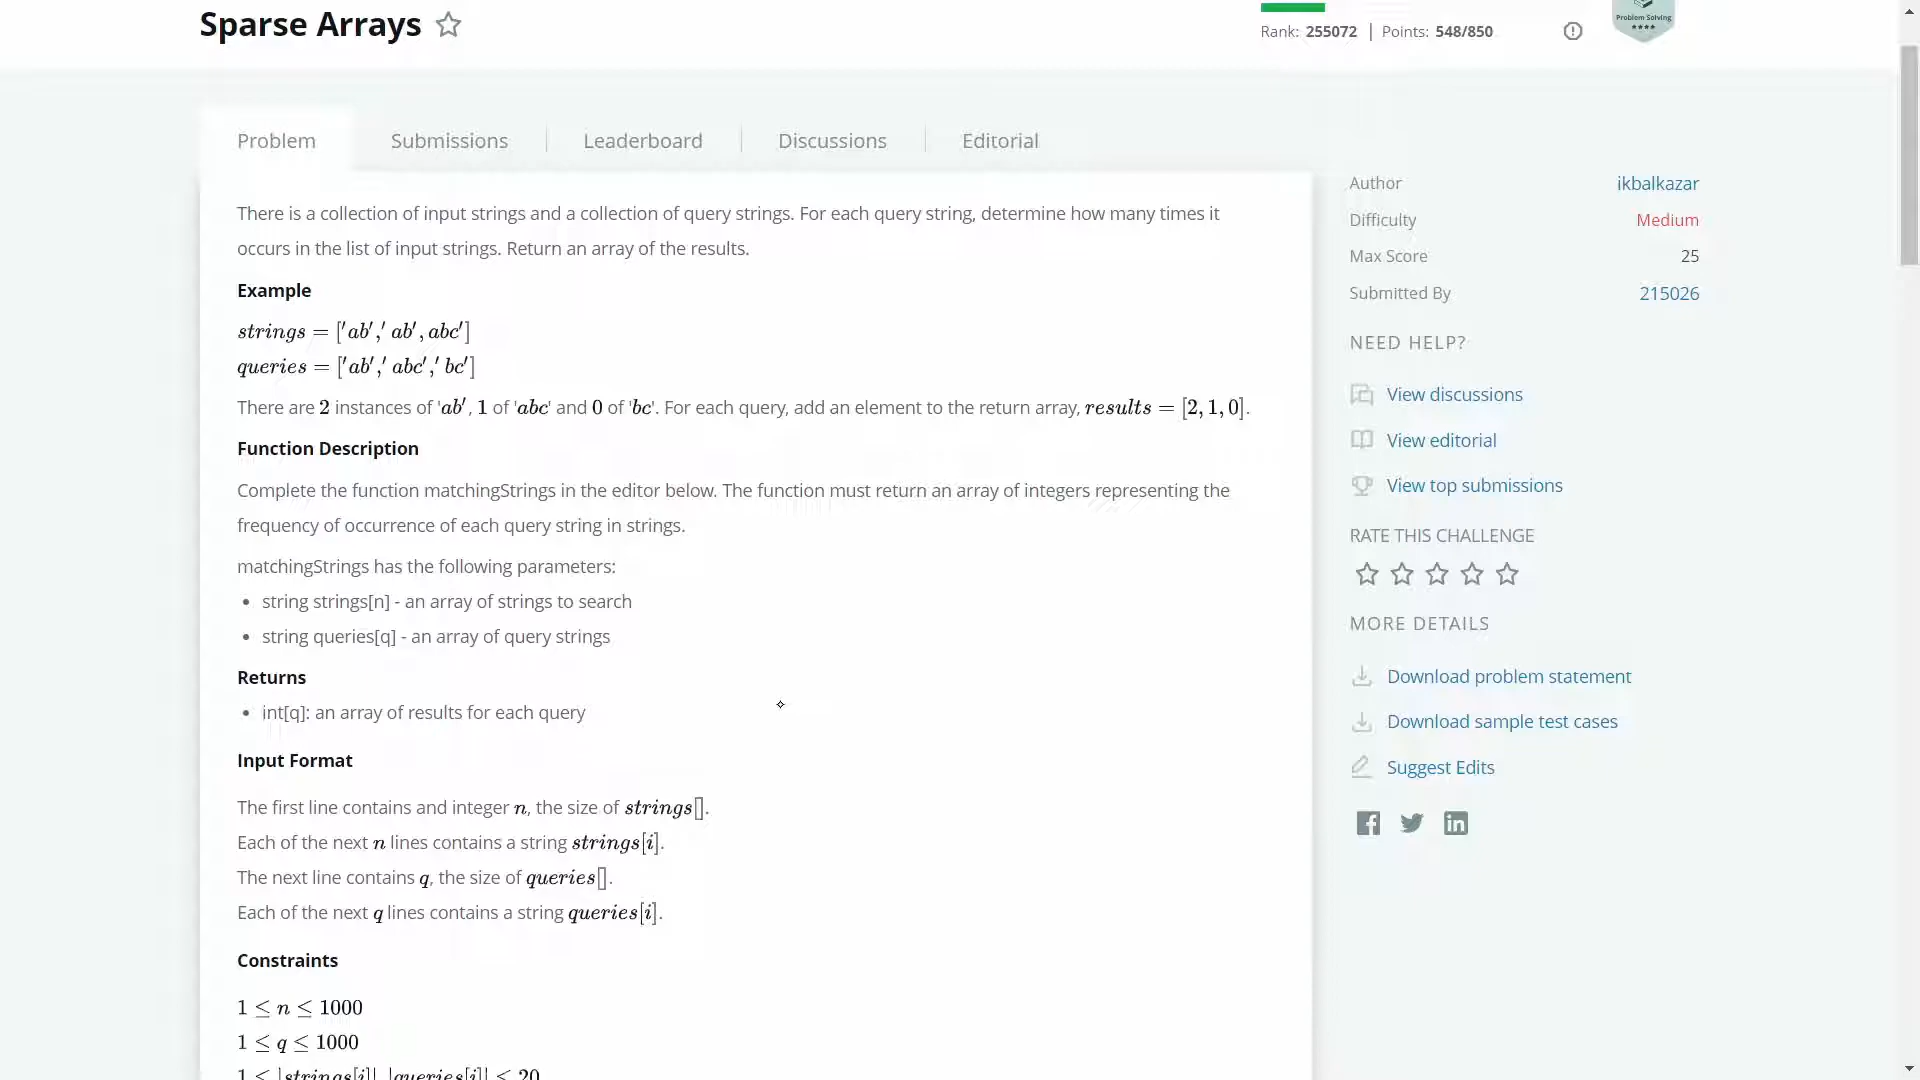 Sparse Arrays
Rank: 255072 | Points: 548/850
Problem Solving
Problem
Submissions
Leaderboard
Discussions
Editorial
There is a collection of input strings and a collection of query strings. For each query string, determine how many times it
occurs in the list of input strings. Return an array of the results.
Example
strings = ['ab',' ab', abc']
queries = ['ab',' abc',' bc']
There are 2 instances of 'ab', 1 of 'abc' and 0 of 'bc'. For each query, add an element to the return array, results = [2, 1, 0].
Function Description
Complete the function matchingStrings in the editor below. The function must return an array of integers representing the
frequency of occurrence of each query string in strings.
matchingStrings has the following parameters:
• string strings[n] - an array of strings to search
• string queries[q] - an array of query strings
Returns
• int[q]: an array of results for each query
Input Format
The first line contains and integer n, the size of strings[].
Each of the next n lines contains a string strings[i].
The next line contains q, the size of queries[].
Each of the next q lines contains a string queries[i].
Constraints
1 ≤ n ≤ 1000
1 ≤ q ≤ 1000
1 ≤ |strings[i]|, |queries[i]| ≤ 20
Author ikbalkazar
Difficulty Medium
Max Score 25
Submitted By 215026
NEED HELP?
View discussions
View editorial
View top submissions
RATE THIS CHALLENGE
MORE DETAILS
Download problem statement
Download sample test cases
Suggest Edits